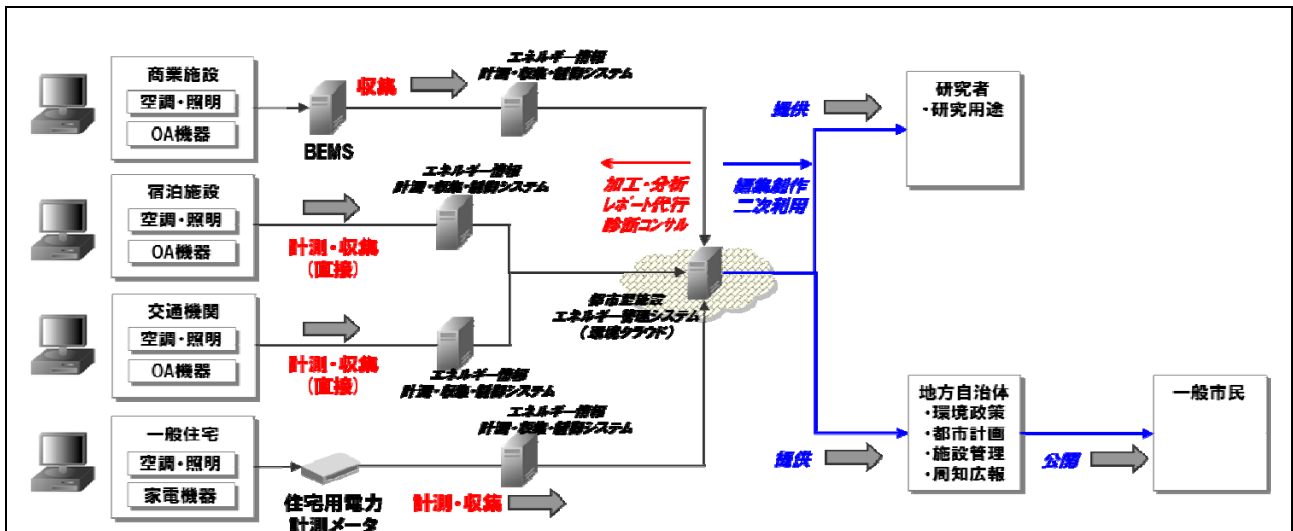 商業施設
空調・照明
OA機器
BEMS
収集
エネルギー情報
計測・収集・制御システム
宿泊施設
空調・照明
OA機器
計測・収集
(直接)
エネルギー情報
計測・収集・制御システム
交通機関
空調・照明
OA機器
計測・収集
(直接)
エネルギー情報
計測・収集・制御システム
一般住宅
空調・照明
家電機器
住宅用電力
計測メータ
計測・収集
エネルギー情報
計測・収集・制御システム
加工・分析
レポート代行
診断コンサル
編集創作
二次利用
都市型施設
エネルギー管理システム
(環境クラウド)
提供
研究者
・研究用途
提供
地方自治体
・環境政策
・都市計画
・施設管理
・周知広報
公開
一般市民